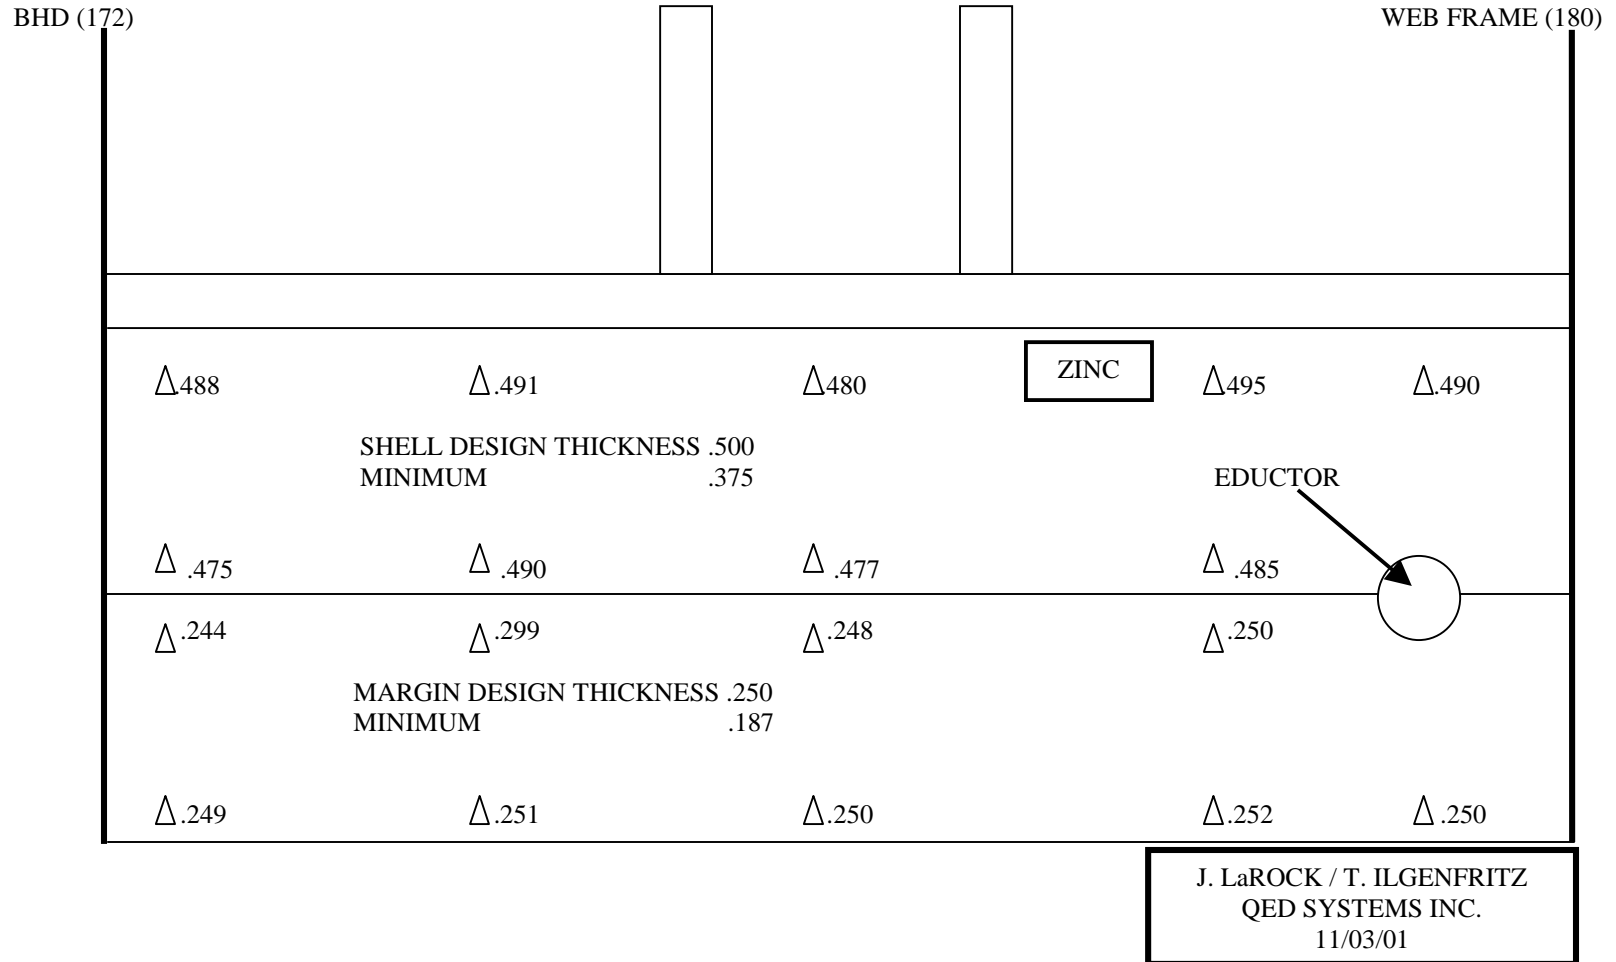 BHD (172) WEB FRAME (180)
.488 .491 .480 ZINC .495 .490
SHELL DESIGN THICKNESS .500
MINIMUM .375 EDUCTOR
.475 .490 .477 .485
.244 .299 .248 .250
MARGIN DESIGN THICKNESS .250
MINIMUM .187
.249 .251 .250 .252 .250
J. LaROCK / T. ILGENFRITZ
QED SYSTEMS INC.
11/03/01